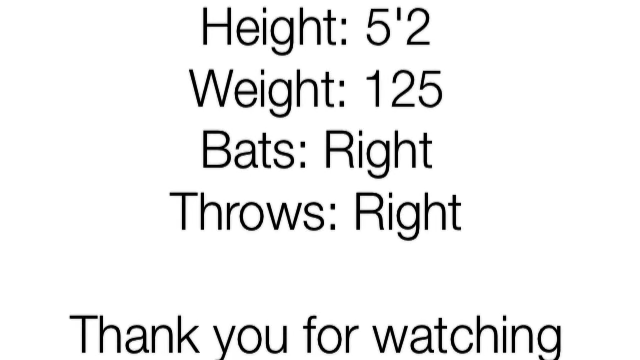 Height: 5'2
Weight: 125
Bats: Right
Throws: Right
Thank you for watching